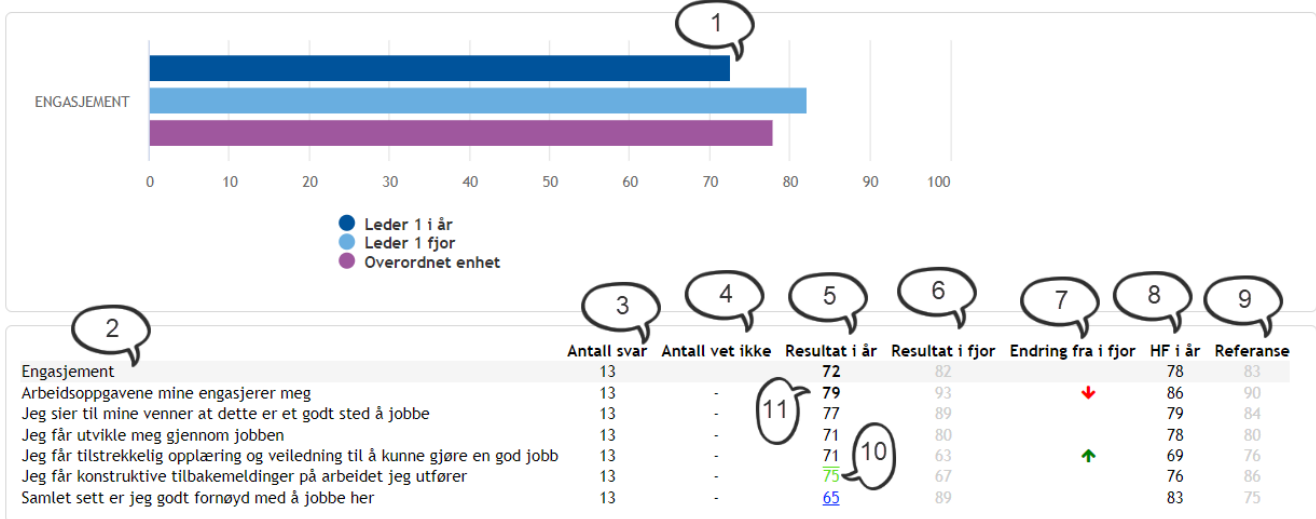 1
ENGASJEMENT
0 10 20 30 40 50 60 70 80 90 100
Leder 1 i år
Leder 1 fjor
Overordnet enhet
2 3 4 5 6 7 8 9
Antall svar Antall vet ikke Resultat i år Resultat i fjor Endring fra i fjor HF i år Referanse
Engasjement 13 72 82 78 83
Arbeidsoppgavene mine engasjerer meg 13 - 79 93 86 90
11
Jeg sier til mine venner at dette er et godt sted å jobbe 13 - 77 89 79 84
Jeg får utvikle meg gjennom jobben 13 - 71 80 78 80
10
Jeg får tilstrekkelig opplæring og veiledning til å kunne gjøre en god jobb 13 - 71 63 69 76
Jeg får konstruktive tilbakemeldinger på arbeidet jeg utfører 13 - 75 67 76 86
Samlet sett er jeg godt fornøyd med å jobbe her 13 - 65 89 83 75